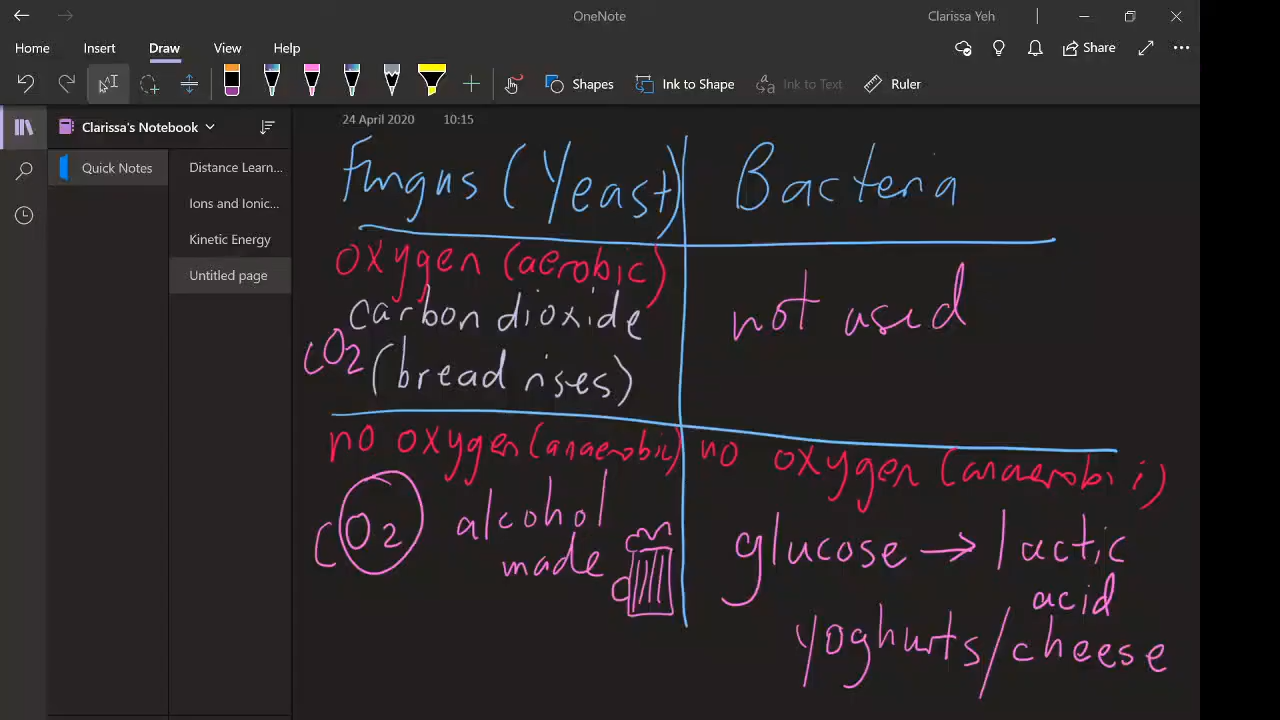 OneNote
Clarissa Yeh
Home Insert Draw View Help
Share
Shapes Ink to Shape Ink to Text Ruler
Clarissa's Notebook
Quick Notes
Distance Learn...
Ions and Ionic...
Kinetic Energy
Untitled page
24 April 2020 10:15
Fungus (Yeast)
Bacteria
oxygen (aerobic)
carbon dioxide
CO2
(bread rises)
not used
no oxygen (anaerobic)
CO2
alcohol
made
no oxygen (anaerobi i)
glucose → lactic
acid
yoghurts/cheese